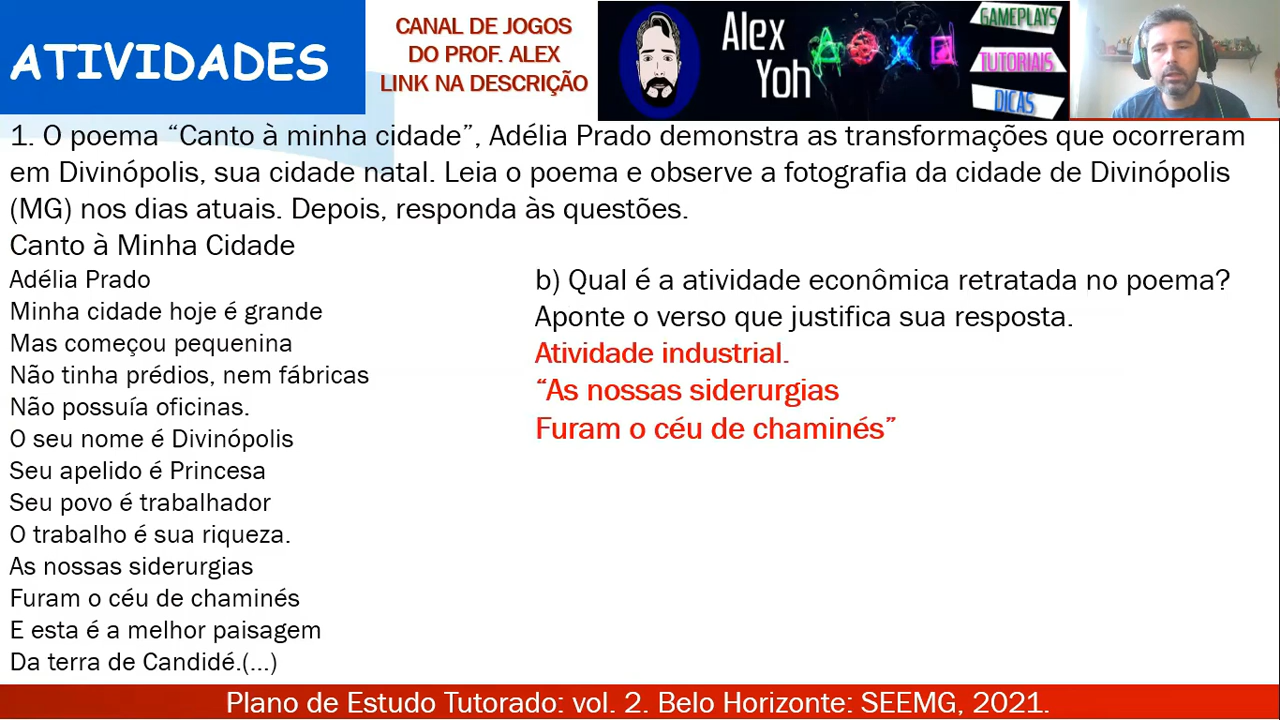 ATIVIDADES
CANAL DE JOGOS
DO PROF. ALEX
LINK NA DESCRIÇÃO
Alex
Yoh
GAMEPLAYS
TUTORIAIS
DICAS
1. O poema “Canto à minha cidade”, Adélia Prado demonstra as transformações que ocorreram
em Divinópolis, sua cidade natal. Leia o poema e observe a fotografia da cidade de Divinópolis
(MG) nos dias atuais. Depois, responda às questões.
Canto à Minha Cidade
Adélia Prado
Minha cidade hoje é grande
Mas começou pequenina
Não tinha prédios, nem fábricas
Não possuía oficinas.
O seu nome é Divinópolis
Seu apelido é Princesa
Seu povo é trabalhador
O trabalho é sua riqueza.
As nossas siderurgias
Furam o céu de chaminés
E esta é a melhor paisagem
Da terra de Candidé.(...)
b) Qual é a atividade econômica retratada no poema?
Aponte o verso que justifica sua resposta.
Atividade industrial.
“As nossas siderurgias
Furam o céu de chaminés”
Plano de Estudo Tutorado: vol. 2. Belo Horizonte: SEEMG, 2021.